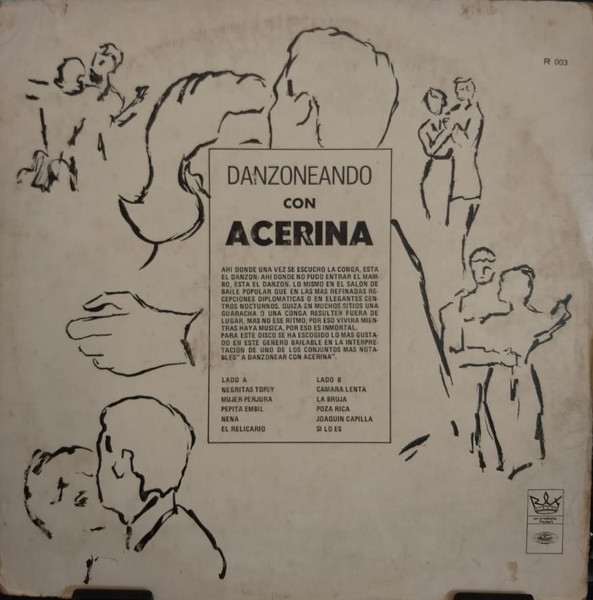 R 003
DANZONEANDO
CON
ACERINA
AHI DONDE UNA VEZ SE ESCUCHO LA CONGA, ESTA
EL DANZON; AHI DONDE NO PUDO ENTRAR EL MAM-
BO, ESTA EL DANZON. LO MISMO EN EL SALON DE
BAILE POPULAR QUE EN LAS MAS REFINADAS RE-
CEPCIONES DIPLOMATICAS O EN ELEGANTES CEN-
TROS NOCTURNOS. QUIZA EN MUCHOS SITIOS UNA
GUARACHA O UNA CONGA RESULTEN FUERA DE
LUGAR, MAS NO ESE RITMO; POR ESO VIVIRA MIEN-
TRAS HAYA MUSICA, POR ESO ES INMORTAL.
PARA ESTE DISCO SE HA ESCOGIDO LO MAS GUSTA-
DO EN ESTE GENERO BAILABLE EN LA INTERPRE-
TACION DE UNO DE LOS CONJUNTOS MAS NOTA-
BLES" A DANZONEAR CON ACERINA".
LADO A
NEGRITAS TOPEY
MUJER PERJURA
PEPITA EMBIL
NENA
EL RELICARIO
LADO B
CAMARA LENTA
LA BRUJA
POZA RICA
JOAQUIN CAPILLA
SI LO ES
REX